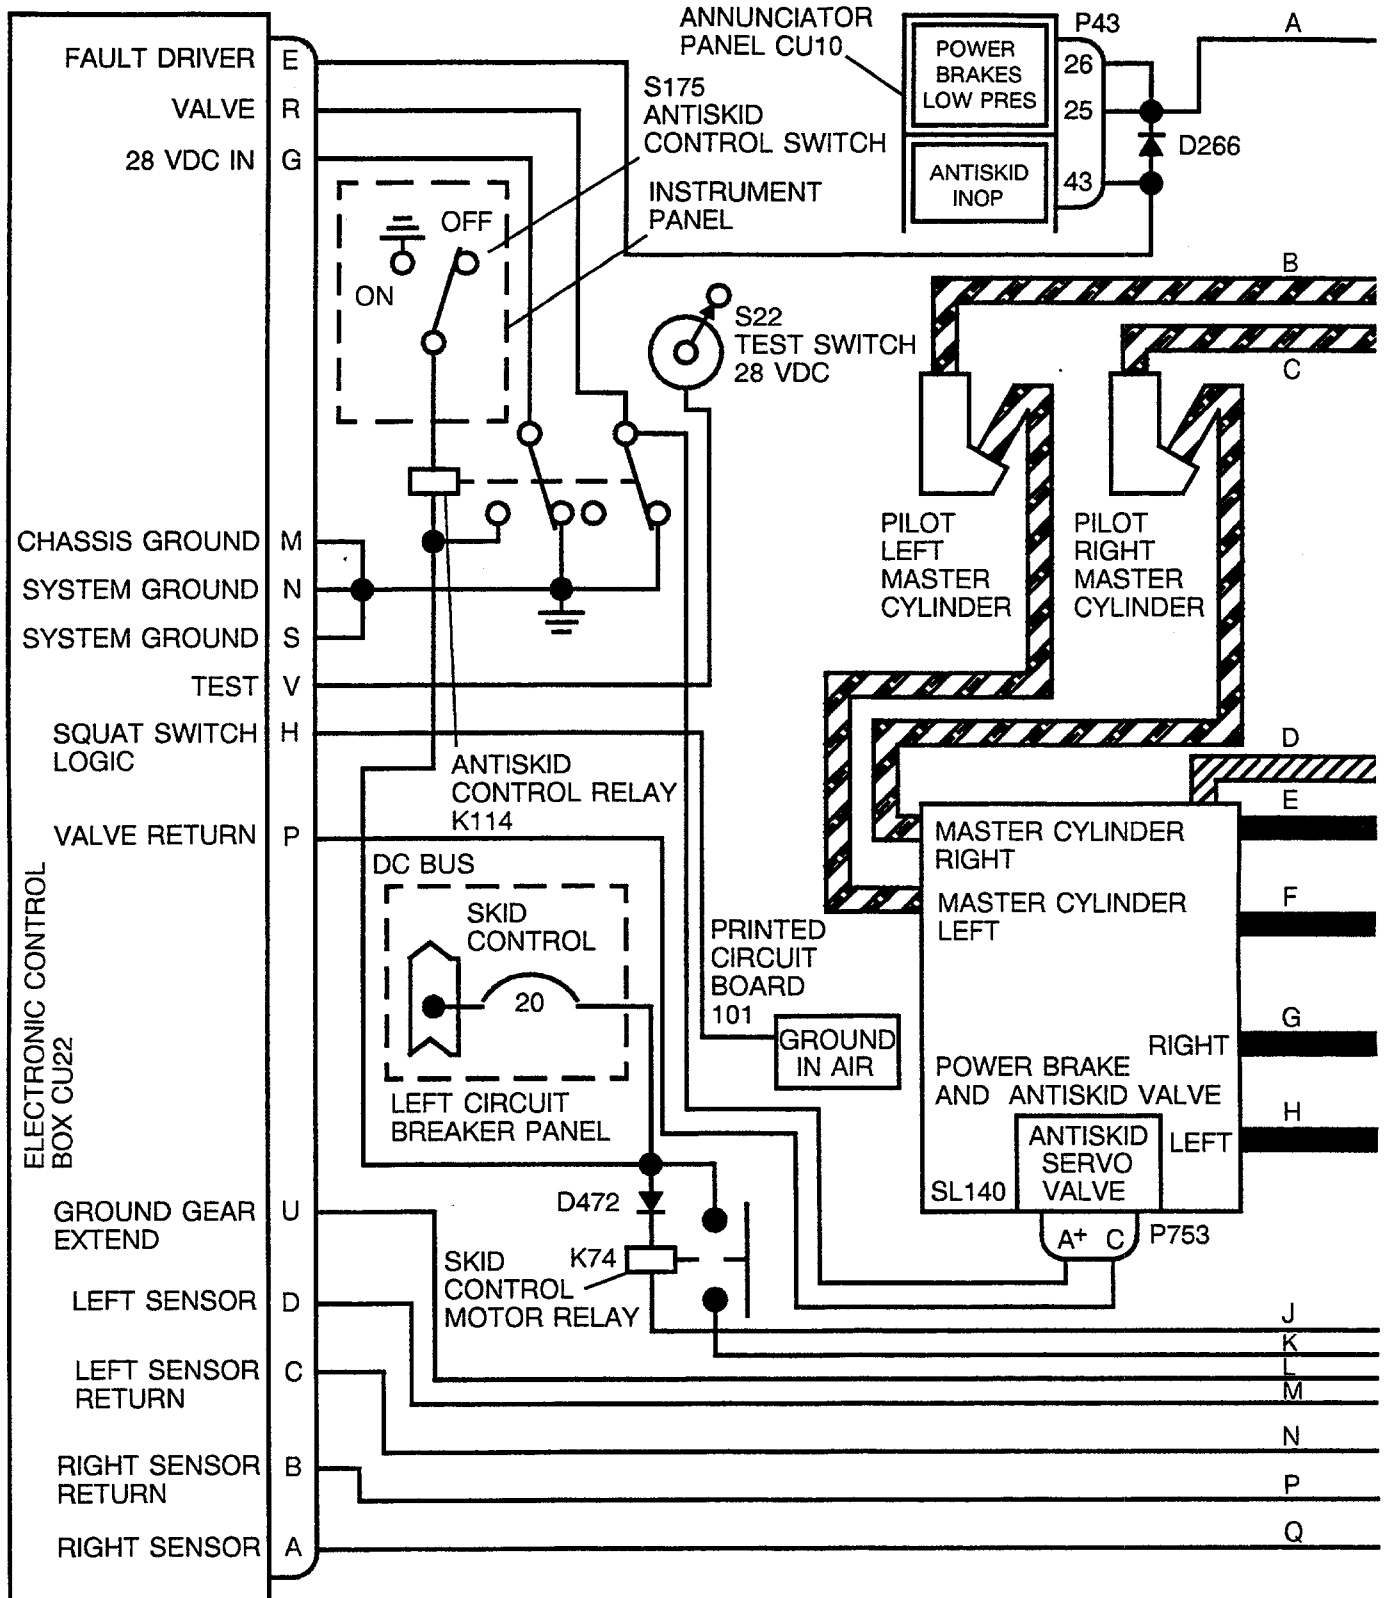 FAULT DRIVER E
VALVE R
28 VDC IN G
ANNUNCIATOR
PANEL CU10
POWER
BRAKES
LOW PRES
ANTISKID
INOP
P43
26
25
43
D266
A
S175
ANTISKID
CONTROL SWITCH
INSTRUMENT
PANEL
OFF
ON
S22
TEST SWITCH
28 VDC
B
C
PILOT
LEFT
MASTER
CYLINDER
PILOT
RIGHT
MASTER
CYLINDER
CHASSIS GROUND M
SYSTEM GROUND N
SYSTEM GROUND S
TEST V
SQUAT SWITCH H
LOGIC
ANTISKID
CONTROL RELAY
K114
VALVE RETURN P
DC BUS
SKID
CONTROL
20
LEFT CIRCUIT
BREAKER PANEL
PRINTED
CIRCUIT
BOARD
101
GROUND
IN AIR
D
E
F
G
H
MASTER CYLINDER
RIGHT
MASTER CYLINDER
LEFT
RIGHT
POWER BRAKE
AND ANTISKID VALVE
LEFT
ANTISKID
SERVO
VALVE
SL140
A+ C
P753
ELECTRONIC CONTROL
BOX CU22
GROUND GEAR U
EXTEND
D472
K74
SKID
CONTROL
MOTOR RELAY
LEFT SENSOR D
LEFT SENSOR C
RETURN
RIGHT SENSOR B
RETURN
RIGHT SENSOR A
J
K
L
M
N
P
Q